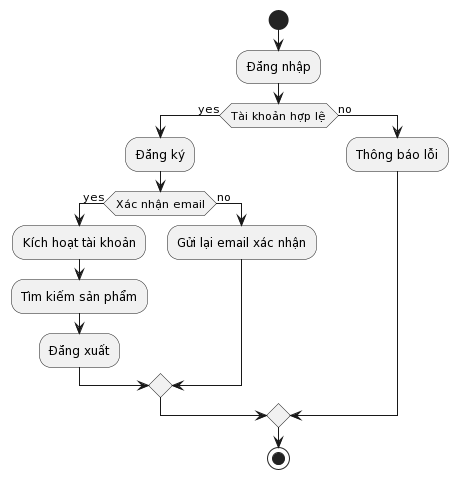 Đăng nhập
yes
Tài khoản hợp lệ
no
Đăng ký
Thông báo lỗi
yes
Xác nhận email
no
Kích hoạt tài khoản
Gửi lại email xác nhận
Tìm kiếm sản phẩm
Đăng xuất